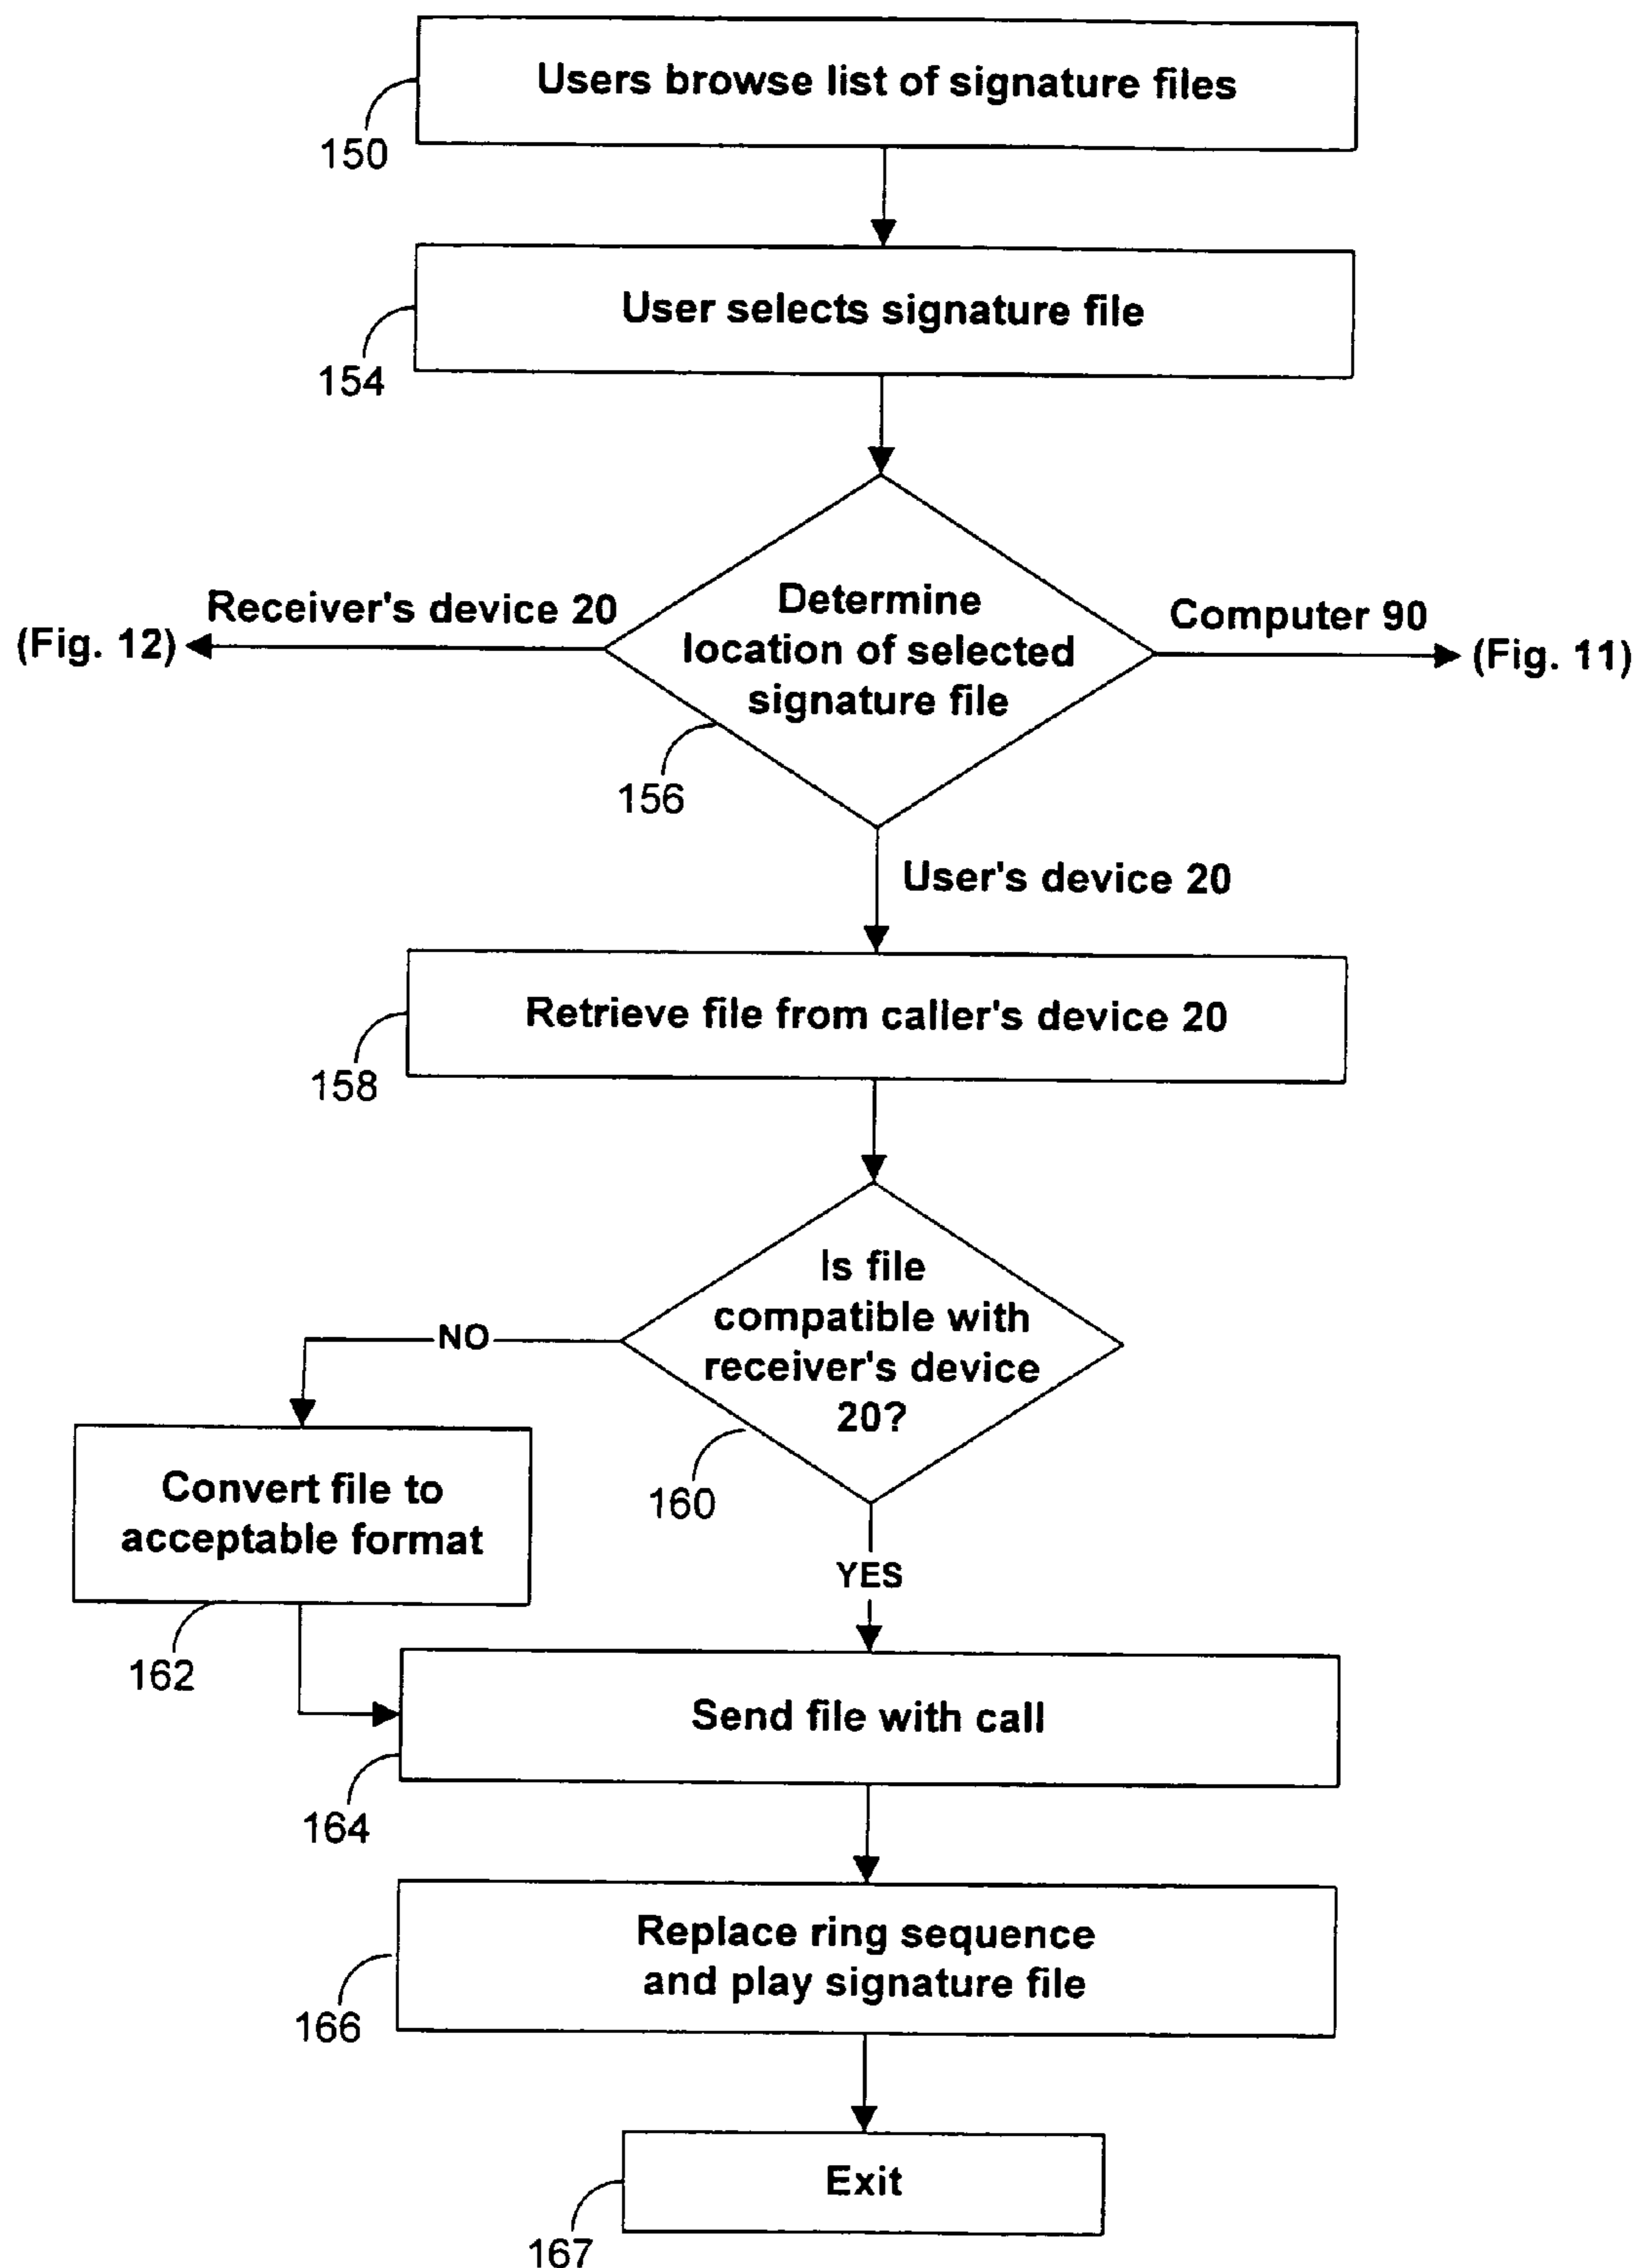 Users browse list of signature files
150
User selects signature file
154
Receiver's device 20
(Fig. 12)
Determine
location of selected
signature file
Computer 90
(Fig. 11)
156
User's device 20
Retrieve file from caller's device 20
158
Is file
compatible with
receiver's device
20?
NO
160
Convert file to
acceptable format
YES
162
Send file with call
164
Replace ring sequence
and play signature file
166
Exit
167